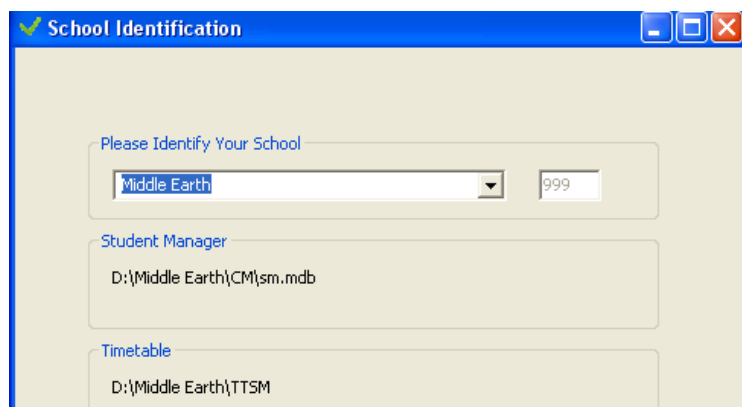 School Identification
Please Identify Your School
Middle Earth 999
Student Manager
D:\Middle Earth\CM\sm.mdb
Timetable
D:\Middle Earth\TTSM